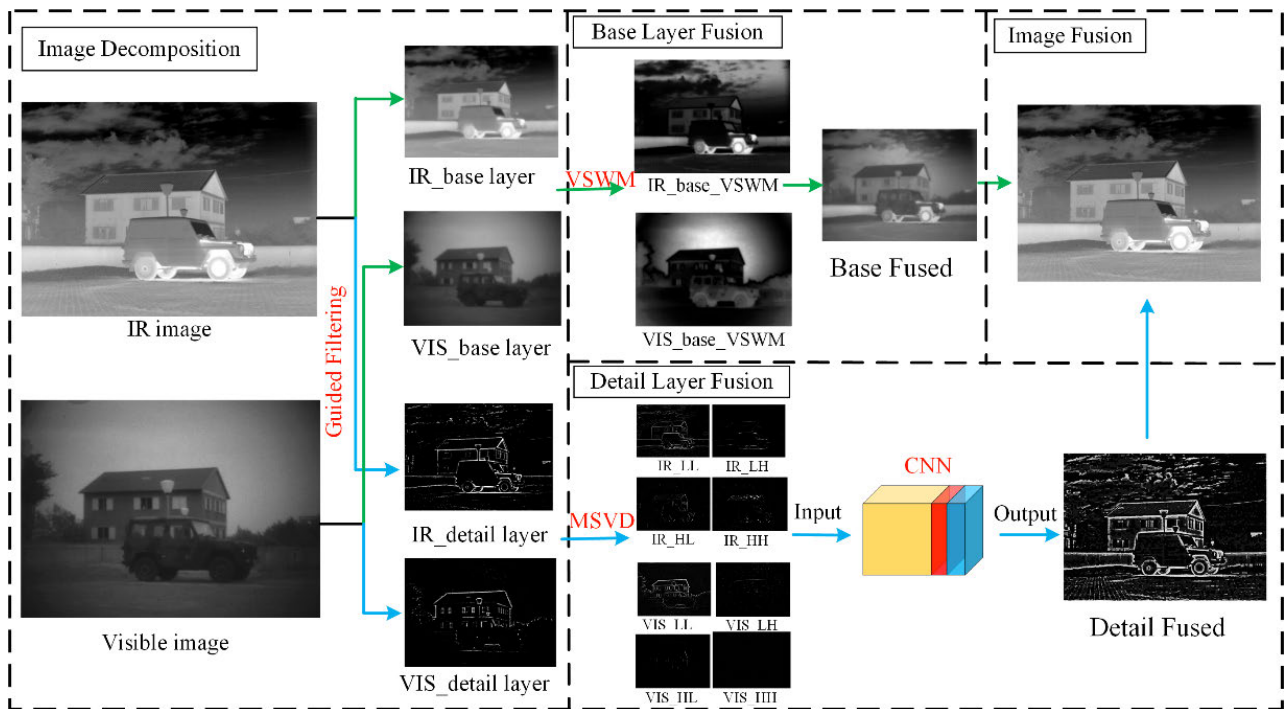 Image Decomposition
IR image
Visible image
Guided Filtering
IR_base layer
VIS_base layer
IR_detail layer
VIS_detail layer
Base Layer Fusion
VSWM
IR_base_VSWM
VIS_base_VSWM
Base Fused
Image Fusion
Detail Layer Fusion
MSVD
IR_LL
IR_LH
IR_HL
IR_HH
VIS_LL
VIS_LH
VIS_HL
VIS_HH
Input
CNN
Output
Detail Fused